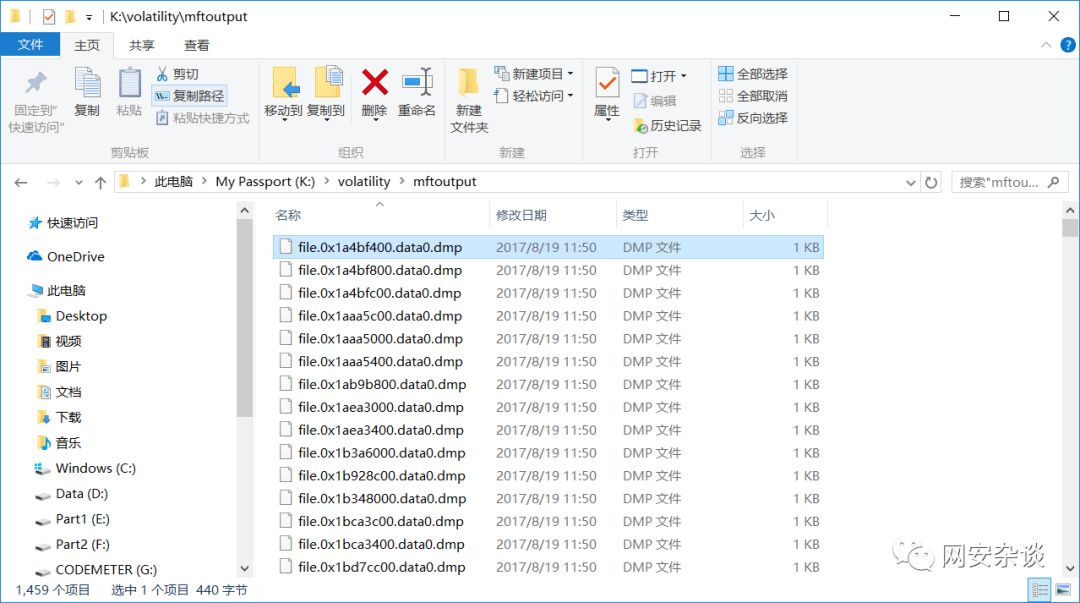 K:\volatility\mftoutput
文件 主页 共享 查看
固定到"快速访问" 复制 粘贴 剪切 复制路径 粘贴快捷方式
移动到 复制到 删除 重命名
新建文件夹 新建项目 轻松访问
属性 打开 编辑 历史记录
全部选择 全部取消 反向选择
剪贴板 组织 新建 打开 选择
此电脑 My Passport (K:) volatility mftoutput 搜索"mftou...
快速访问
OneDrive
此电脑
Desktop
视频
图片
文档
下载
音乐
Windows (C:)
Data (D:)
Part1 (E:)
Part2 (F:)
CODEMETER (G:)
名称 修改日期 类型 大小
file.0x1a4bf400.data0.dmp 2017/8/19 11:50 DMP 文件 1 KB
file.0x1a4bf800.data0.dmp 2017/8/19 11:50 DMP 文件 1 KB
file.0x1a4bfc00.data0.dmp 2017/8/19 11:50 DMP 文件 1 KB
file.0x1aaa5c00.data0.dmp 2017/8/19 11:50 DMP 文件 1 KB
file.0x1aaa5000.data0.dmp 2017/8/19 11:50 DMP 文件 1 KB
file.0x1aaa5400.data0.dmp 2017/8/19 11:50 DMP 文件 1 KB
file.0x1ab9b800.data0.dmp 2017/8/19 11:50 DMP 文件 1 KB
file.0x1aea3000.data0.dmp 2017/8/19 11:50 DMP 文件 1 KB
file.0x1aea3400.data0.dmp 2017/8/19 11:50 DMP 文件 1 KB
file.0x1b3a6000.data0.dmp 2017/8/19 11:50 DMP 文件 1 KB
file.0x1b928c00.data0.dmp 2017/8/19 11:50 DMP 文件 1 KB
file.0x1b348000.data0.dmp 2017/8/19 11:50 DMP 文件 1 KB
file.0x1bca3c00.data0.dmp 2017/8/19 11:50 DMP 文件 1 KB
file.0x1bca3400.data0.dmp 2017/8/19 11:50 DMP 文件 1 KB
file.0x1bd7cc00.data0.dmp 2017/8/19 11:50 DMP 文件 1 KB
网安杂谈
1,459 个项目 选中 1 个项目 440 字节